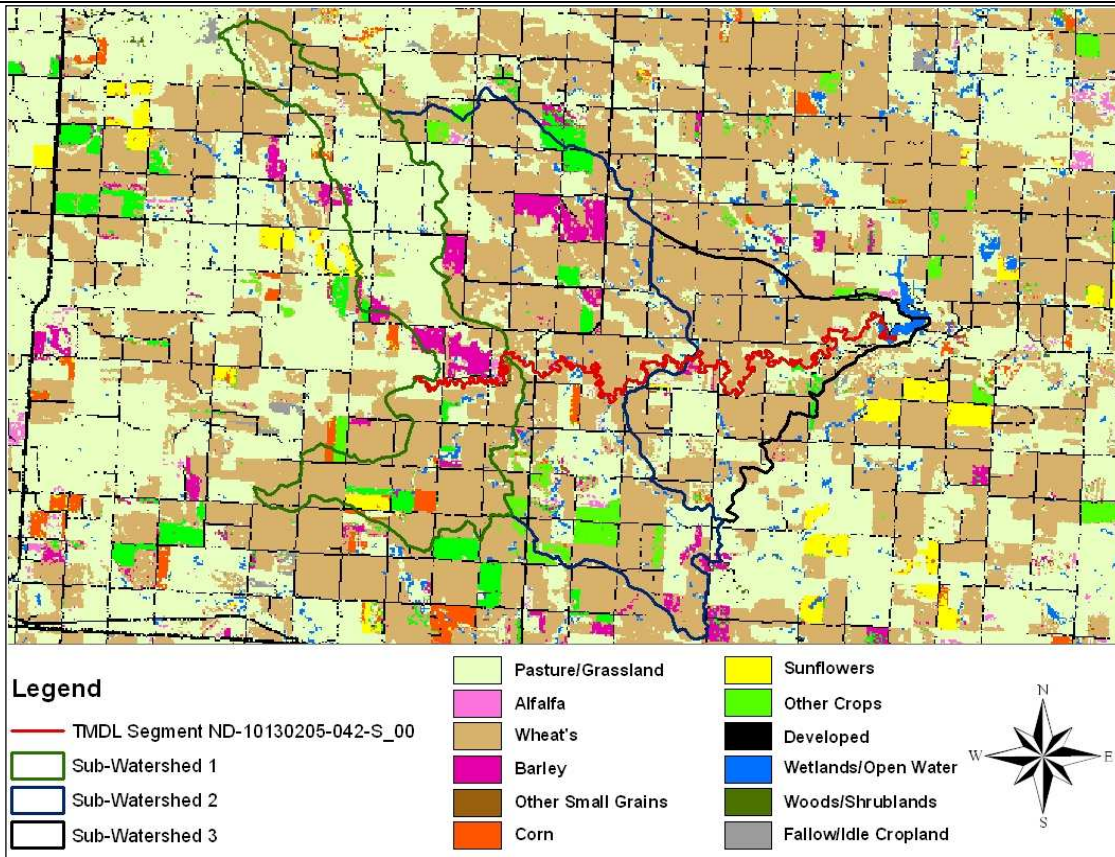 Legend
TMDL Segment ND-10130205-042-S_00
Sub-Watershed 1
Sub-Watershed 2
Sub-Watershed 3
Pasture/Grassland
Alfalfa
Wheat's
Barley
Other Small Grains
Corn
Sunflowers
Other Crops
Developed
Wetlands/Open Water
Woods/Shrublands
Fallow/Idle Cropland
N
W
E
S